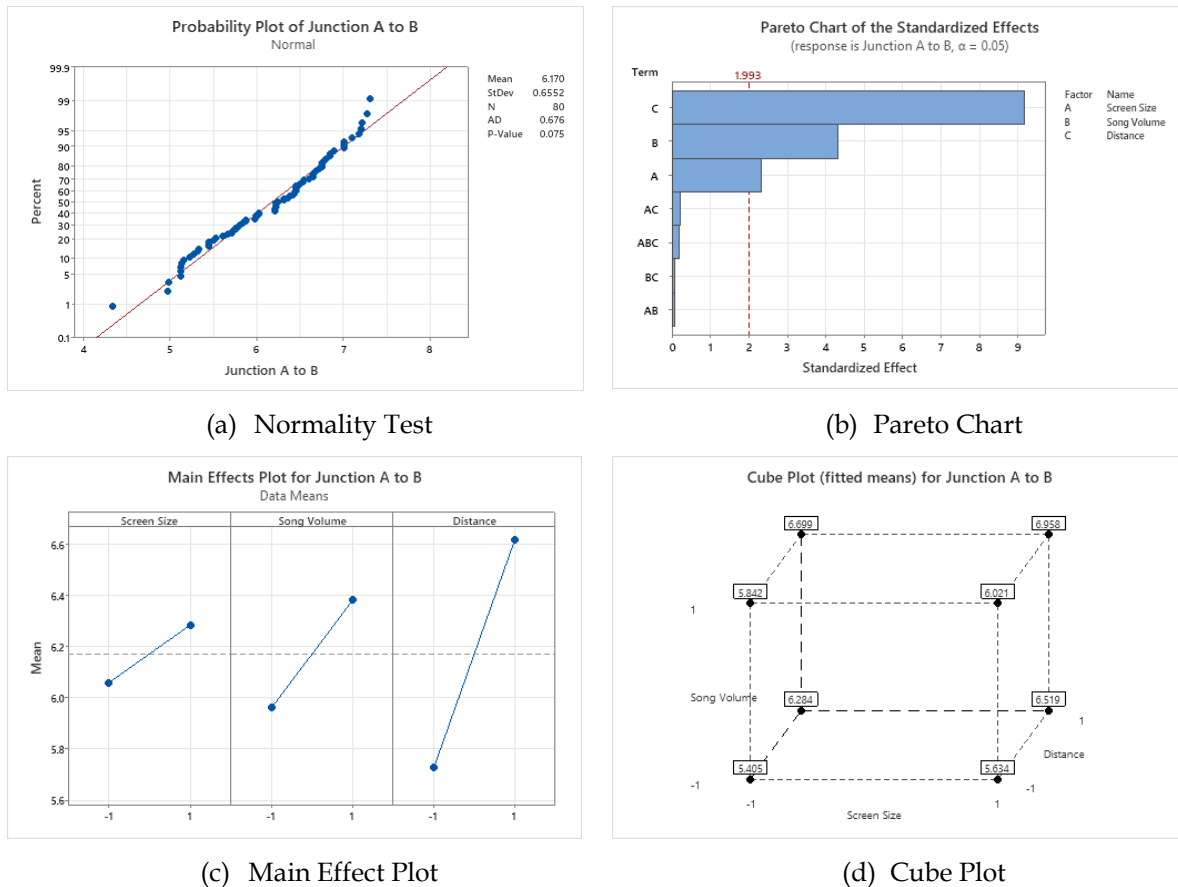 Probability Plot of Junction A to B
Normal
99.9
99
95
90
80
70
60
50
40
30
20
10
5
1
0.1
Percent
4 5 6 7 8
Junction A to B
Mean 6.170
StDev 0.6552
N 80
AD 0.676
P-Value 0.075
(a) Normality Test
Pareto Chart of the Standardized Effects
(response is Junction A to B, α = 0.05)
Term
1.993
C
B
A
AC
ABC
BC
AB
0 1 2 3 4 5 6 7 8 9
Standardized Effect
Factor Name
A Screen Size
B Song Volume
C Distance
(b) Pareto Chart
Main Effects Plot for Junction A to B
Data Means
Screen Size Song Volume Distance
6.6
6.4
6.2
6.0
5.8
5.6
Mean
-1 1 -1 1 -1 1
(c) Main Effect Plot
Cube Plot (fitted means) for Junction A to B
6.699 6.958
5.842 6.021
1
Song Volume
6.284 6.519
1
Distance
5.405 5.634
-1 -1
-1 1
Screen Size
(d) Cube Plot